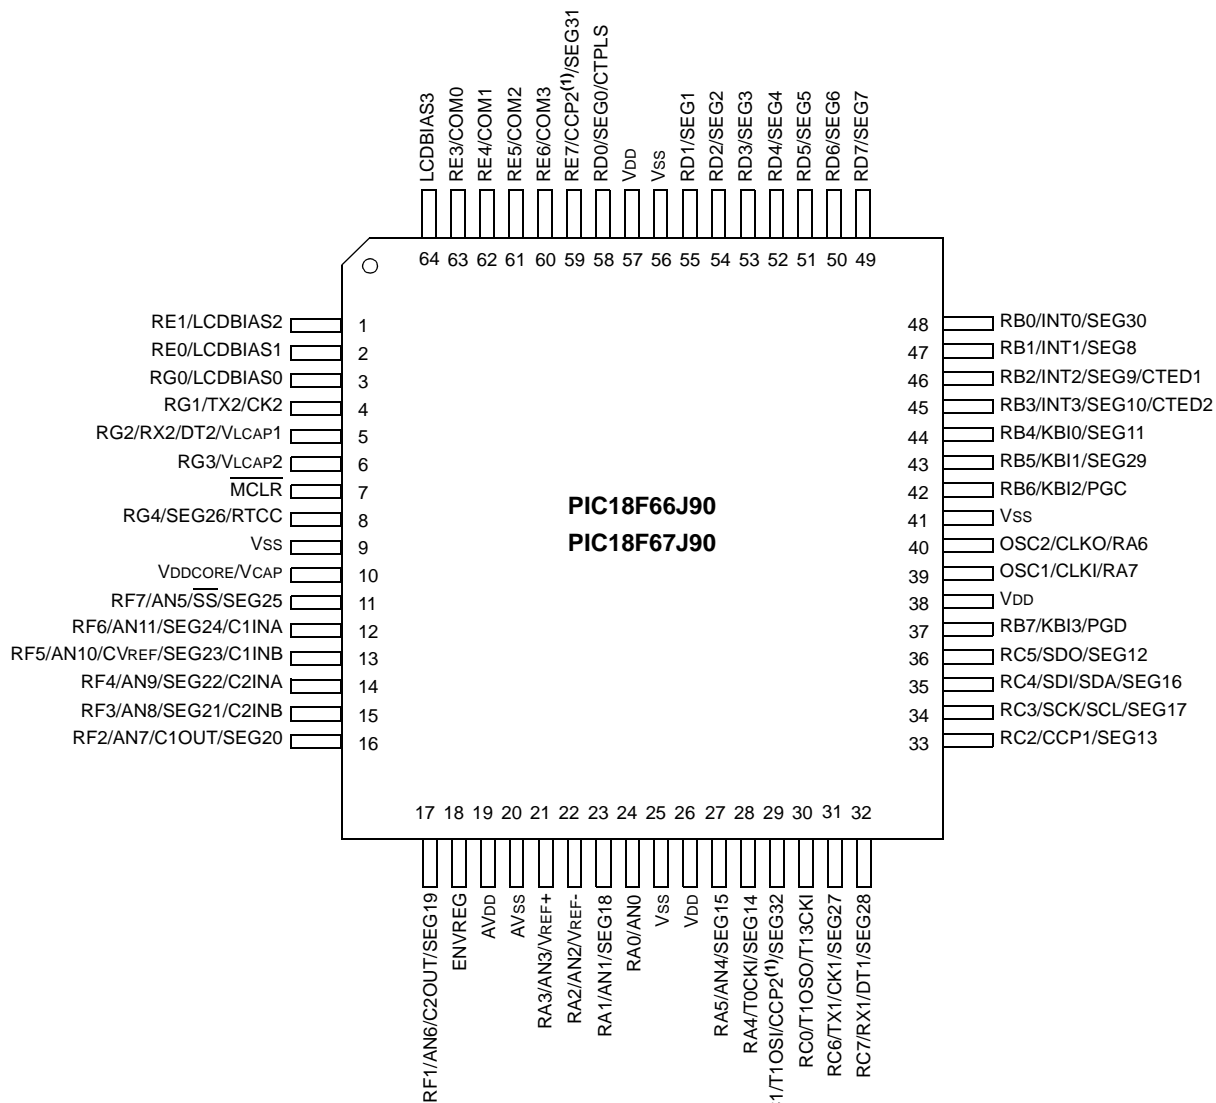 LCDBIAS3
RE3/COM0
RE4/COM1
RE5/COM2
RE6/COM3
RE7/CCP2(1)/SEG31
RD0/SEG0/CTPLS
VDD
VSS
RD1/SEG1
RD2/SEG2
RD3/SEG3
RD4/SEG4
RD5/SEG5
RD6/SEG6
RD7/SEG7
64 63 62 61 60 59 58 57 56 55 54 53 52 51 50 49
RE1/LCDBIAS2 1
RE0/LCDBIAS1 2
RG0/LCDBIAS0 3
RG1/TX2/CK2 4
RG2/RX2/DT2/VLCAP1 5
RG3/VLCAP2 6
MCLR 7
RG4/SEG26/RTCC 8
VSS 9
VDDCORE/VCAP 10
RF7/AN5/SS/SEG25 11
RF6/AN11/SEG24/C1INA 12
RF5/AN10/CVREF/SEG23/C1INB 13
RF4/AN9/SEG22/C2INA 14
RF3/AN8/SEG21/C2INB 15
RF2/AN7/C1OUT/SEG20 16
PIC18F66J90
PIC18F67J90
48 RB0/INT0/SEG30
47 RB1/INT1/SEG8
46 RB2/INT2/SEG9/CTED1
45 RB3/INT3/SEG10/CTED2
44 RB4/KBI0/SEG11
43 RB5/KBI1/SEG29
42 RB6/KBI2/PGC
41 VSS
40 OSC2/CLKO/RA6
39 OSC1/CLKI/RA7
38 VDD
37 RB7/KBI3/PGD
36 RC5/SDO/SEG12
35 RC4/SDI/SDA/SEG16
34 RC3/SCK/SCL/SEG17
33 RC2/CCP1/SEG13
17 18 19 20 21 22 23 24 25 26 27 28 29 30 31 32
RF1/AN6/C2OUT/SEG19
ENVREG
AVDD
AVSS
RA3/AN3/VREF+
RA2/AN2/VREF-
RA1/AN1/SEG18
RA0/AN0
VSS
VDD
RA5/AN4/SEG15
RA4/T0CKI/SEG14
1/T1OSI/CCP2(1)/SEG32
RC0/T1OSO/T13CKI
RC6/TX1/CK1/SEG27
RC7/RX1/DT1/SEG28